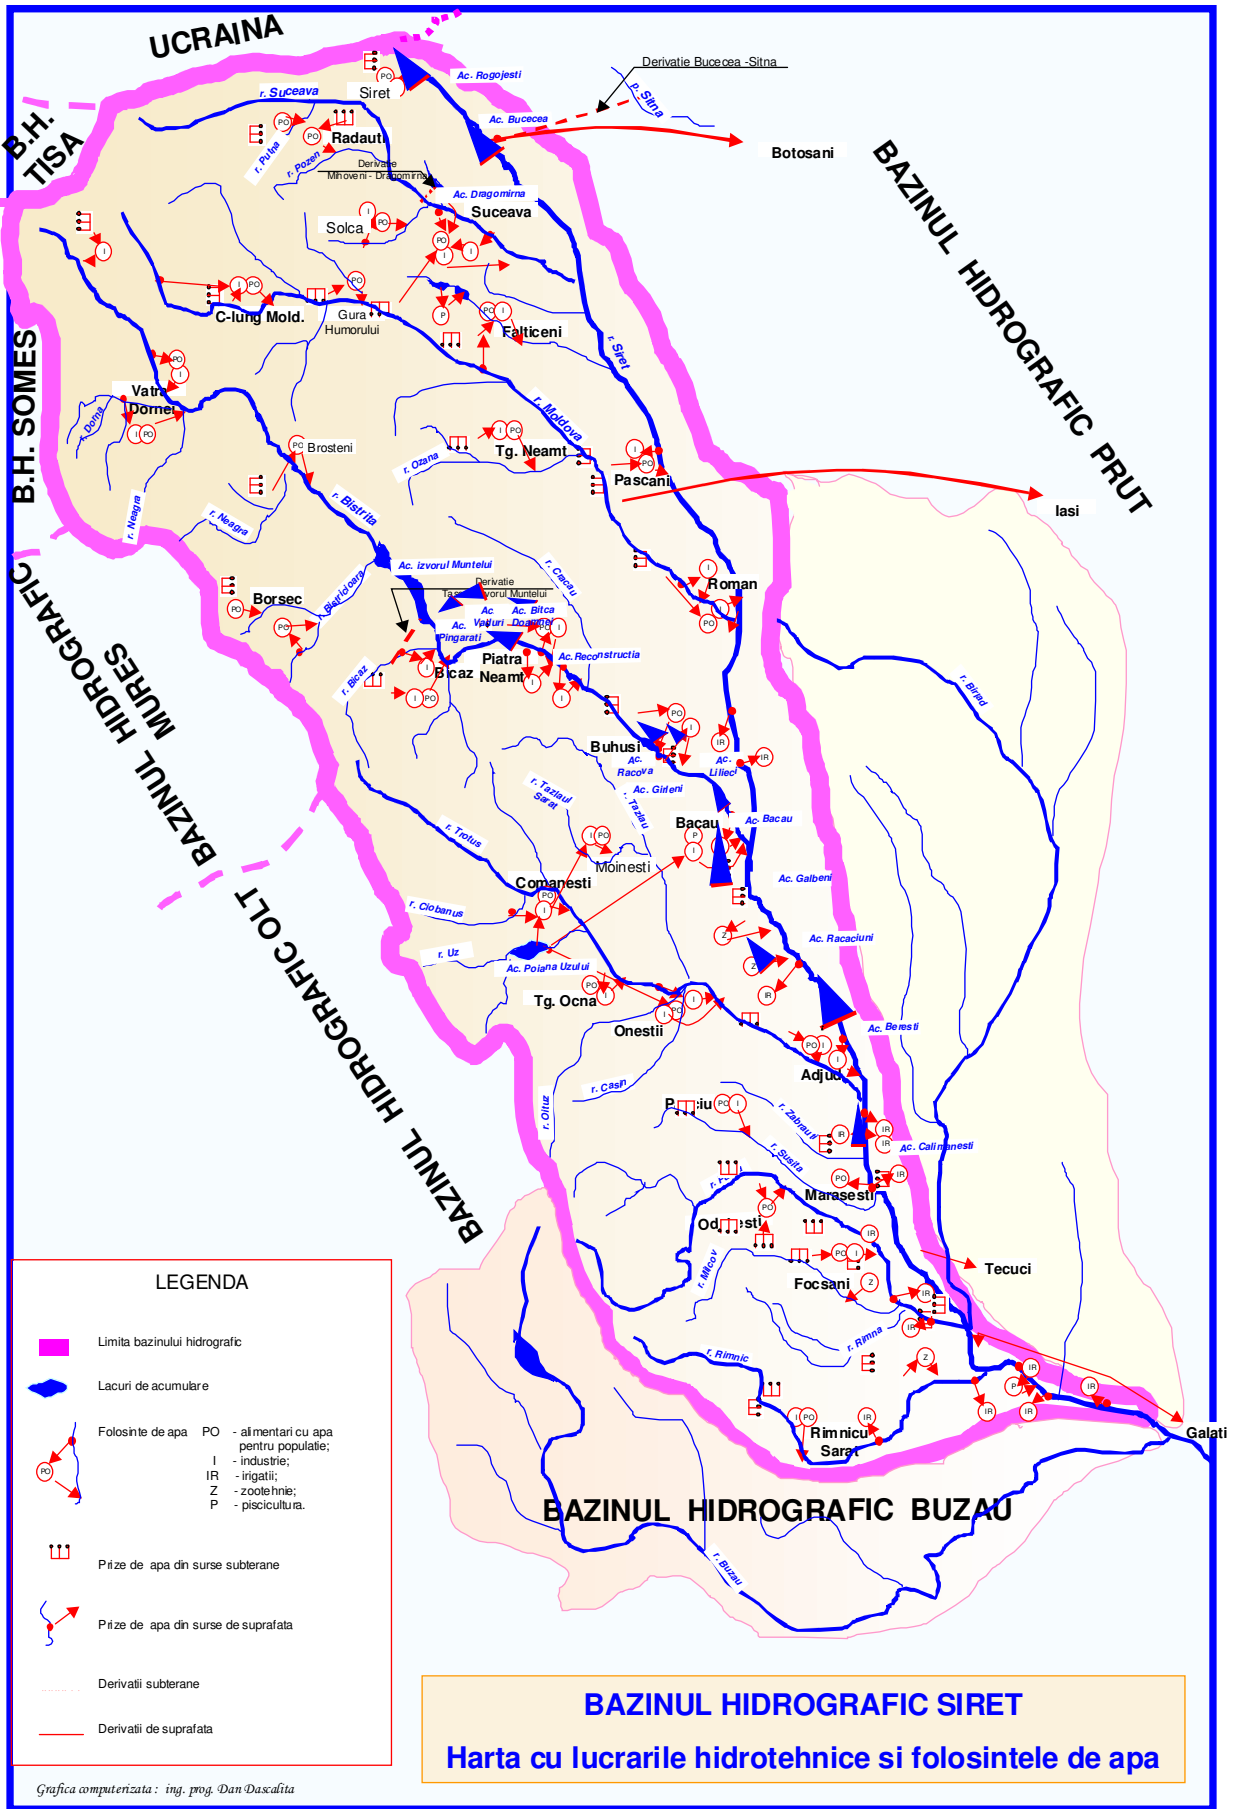 UCRAINA
Derivatie Bucecea -Sitna
Ac. Rogojesti
p. Sitna
Siret
r. Suceava
PO
Ac. Bucecea
Botosani
B.H.
TISA
Radauti
r. Putna
r. Pozen
Derivatie
Mihoveni - Dragomirna
Ac. Dragomirna
Suceava
Solca
BAZINUL HIDROGRAFIC PRUT
C-lung Mold.
Gura
Humorului
Falticeni
r. Siret
B.H. SOMES
Vatra
Dornei
r. Dorna
r. Moldova
Brosteni
Tg. Neamt
r. Ozana
Pascani
Iasi
r. Neagra
r. Neagra
r. Bistrita
Ac. izvorul Muntelui
Derivatie
r. Cracau
Roman
Borsec
r. Bistricioara
Ac.
Vaduri
Ac. Bitca
Doamnei
Ac.
Pingarati
Bicaz
r. Bicaz
Piatra
Neamt
Ac.Reconstructia
r. Birlad
BAZINUL HIDROGRAFIC
MURES
Buhusi
Ac.
Racova
Ac.
Lilieci
Ac. Girleni
r. Tazlaul
Sarat
r. Tazlau
r. Trotus
Bacau
Ac. Bacau
Moinesti
Comanesti
Ac. Galbeni
r. Ciobanus
r. Uz
Ac. Racaciuni
Ac. Poiana Uzului
Tg. Ocna
Onestii
Ac. Beresti
BAZINUL HIDROGRAFIC OLT
Adjud
r. Casin
r. Oituz
r. Zabrauti
r. Susita
Ac. Calimanesti
Marasesti
BAZINUL HIDROGRAFIC
r. Milcov
Focsani
Tecuci
r. Rimna
r. Rimnic
Rimnicu
Sarat
Galati
BAZINUL HIDROGRAFIC BUZAU
r. Buzau
LEGENDA
Limita bazinului hidrografic
Lacuri de acumulare
Folosinte de apa PO - alimentari cu apa
pentru populatie;
I - industrie;
IR - irigatii;
Z - zootehnie;
P - piscicultura.
PO
Prize de apa din surse subterane
Prize de apa din surse de suprafata
Derivatii subterane
Derivatii de suprafata
Grafica computerizata : ing. prog. Dan Dascalita
BAZINUL HIDROGRAFIC SIRET
Harta cu lucrarile hidrotehnice si folosintele de apa